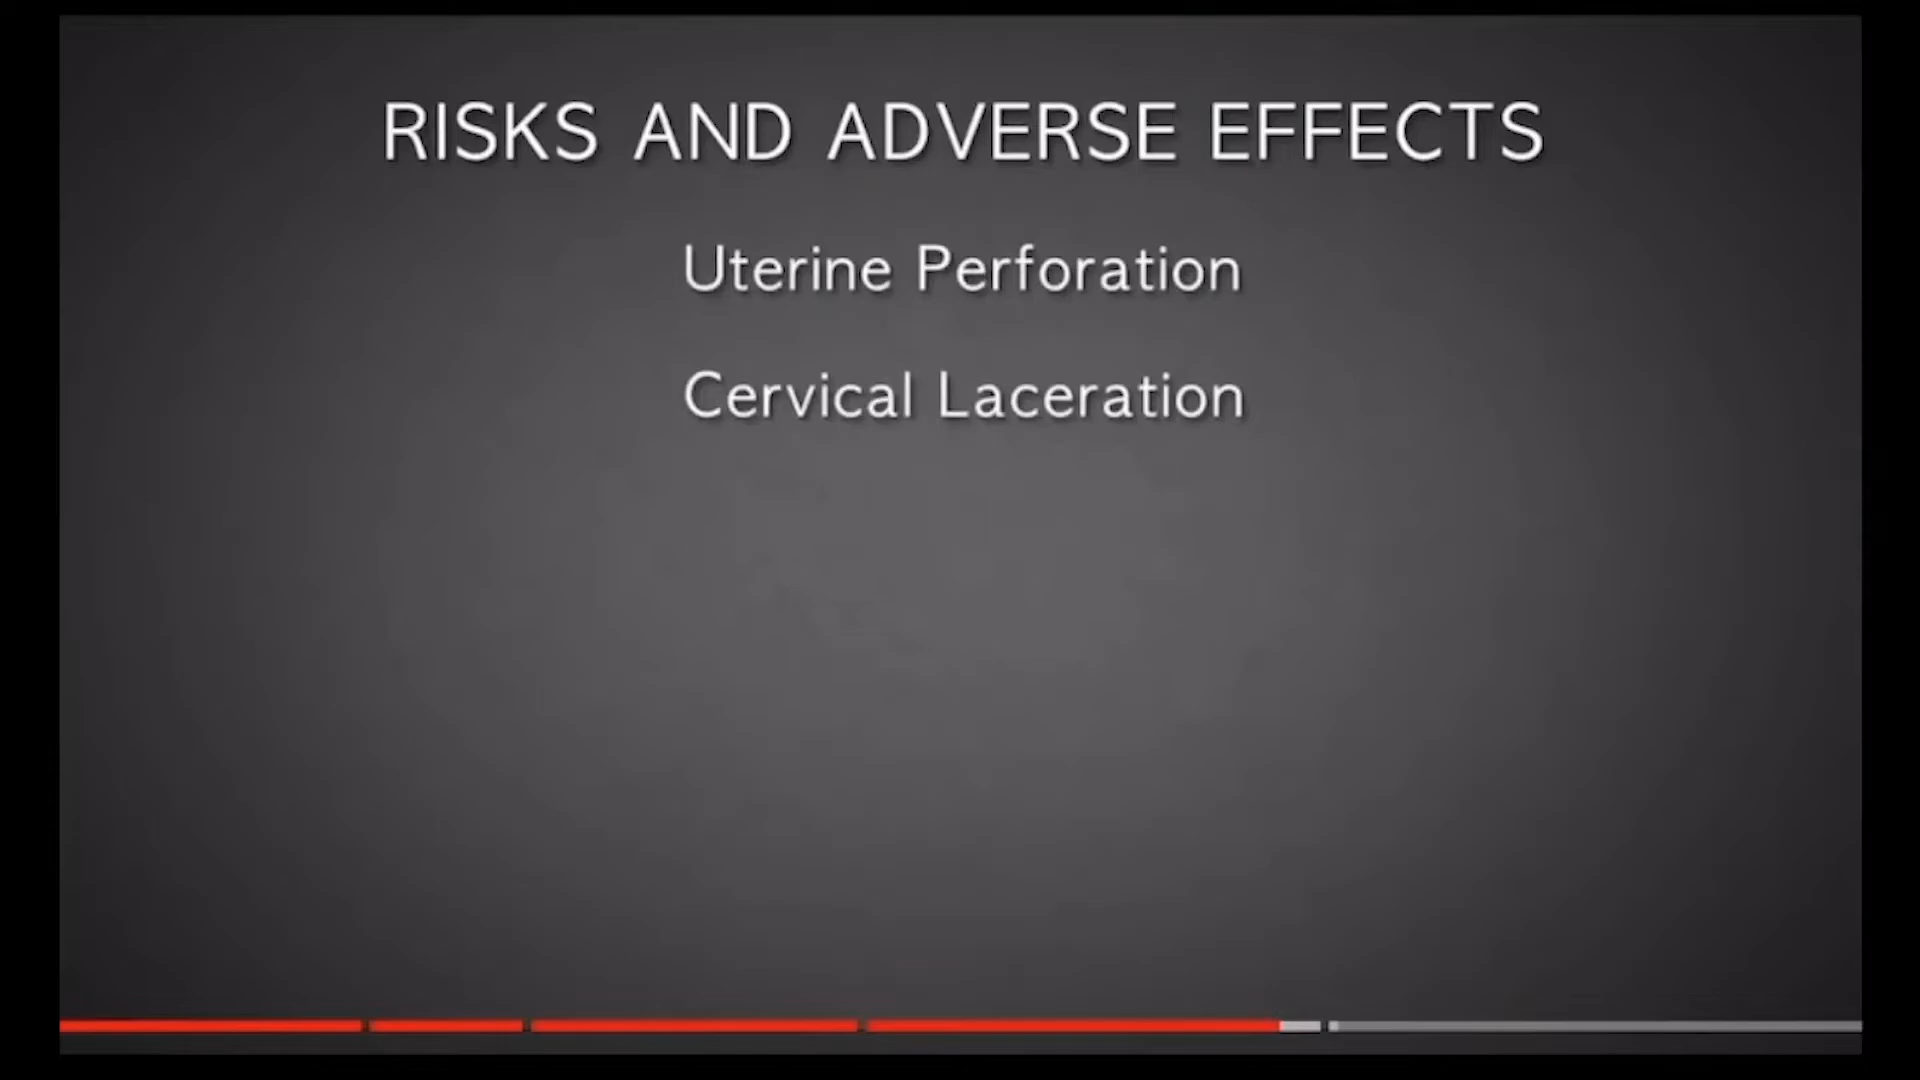 RISKS AND ADVERSE EFFECTS
Uterine Perforation
Cervical Laceration